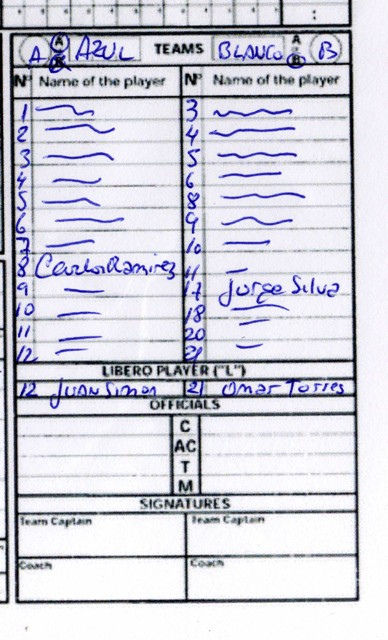 A A B AZUL TEAMS BLANCO A or B B
Nº Name of the player Nº Name of the player
1 3
2 4
3 5
4 6
5 8
6 9
7 10
8 Carlos Ramirez 11
9 17 Jorge Silva
10 18
11 20
12 21
LIBERO PLAYER ("L")
12 Juan Simon 21 Omar Torres
OFFICIALS
C
AC
T
M
SIGNATURES
Team Captain Team Captain
Coach Coach